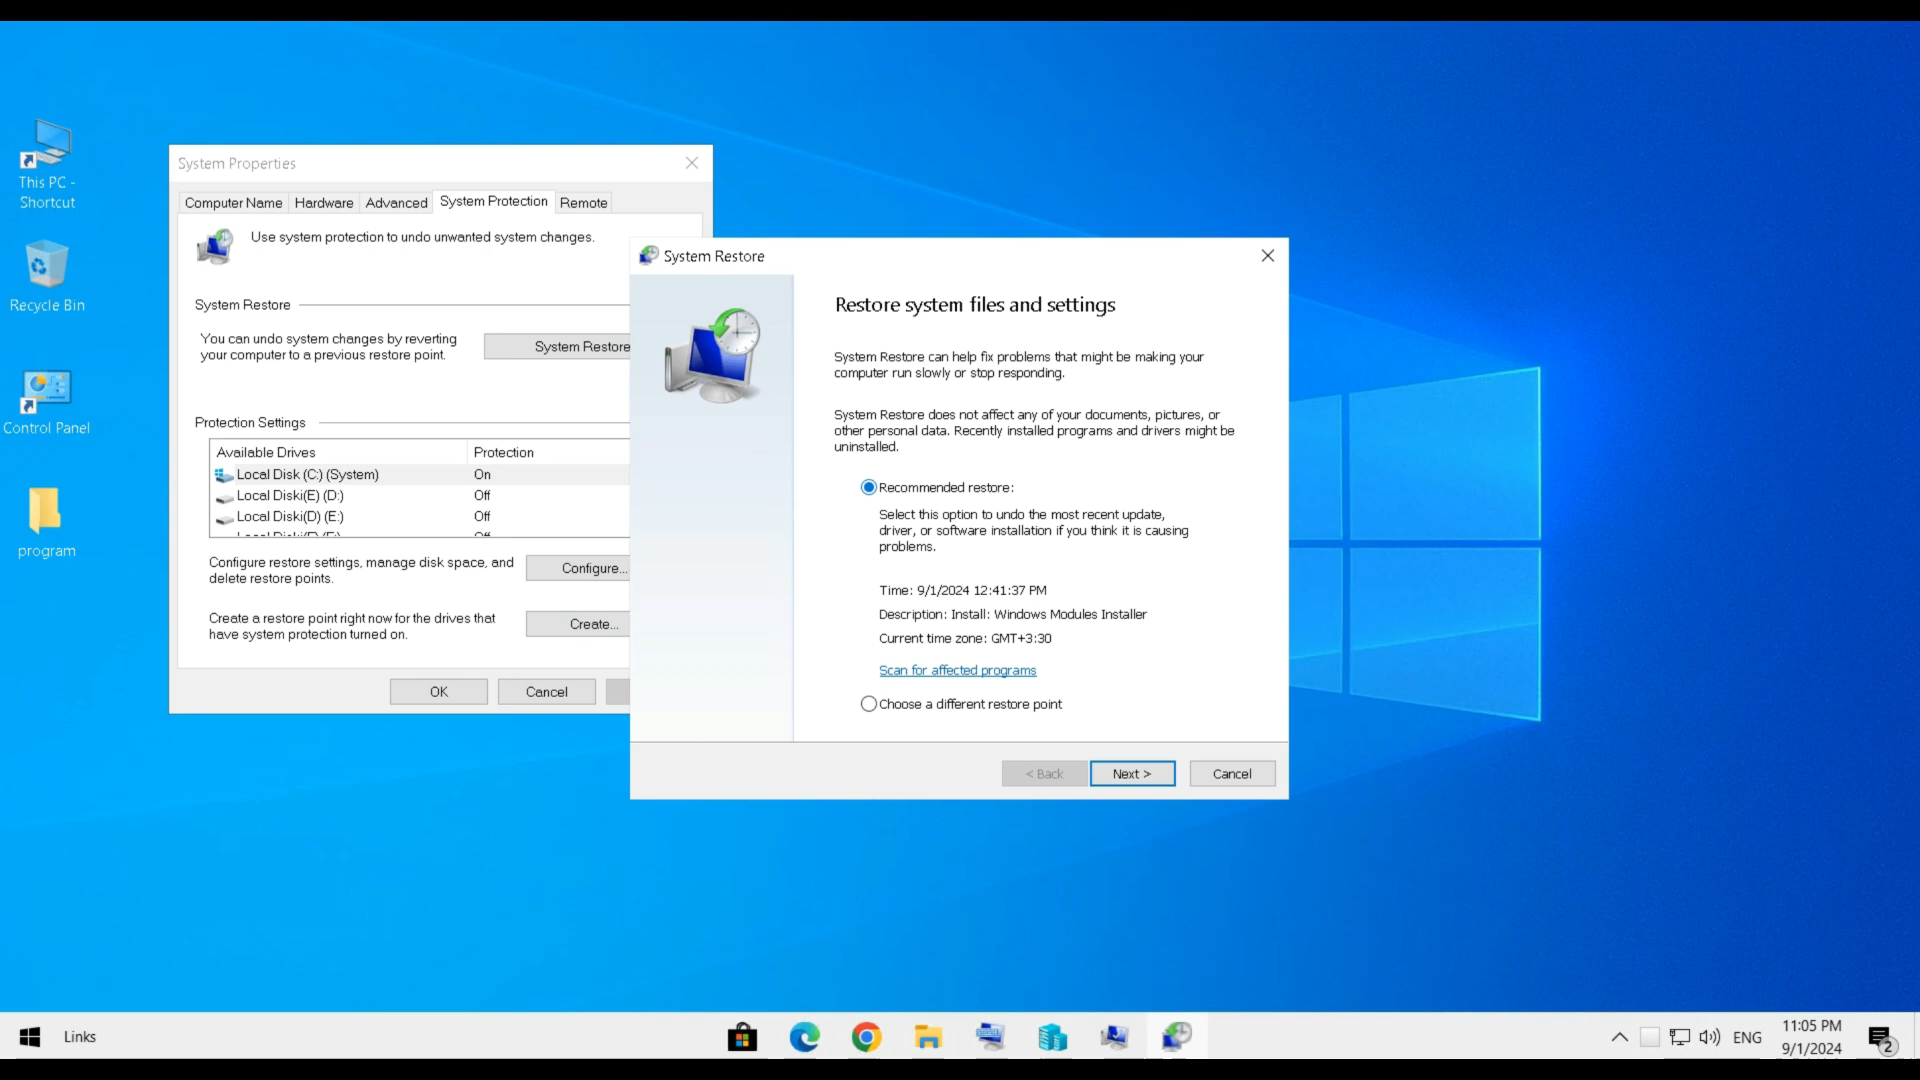 This PC -
Shortcut
Recycle Bin
Control Panel
program
System Properties
Computer Name
Hardware
Advanced
System Protection
Remote
Use system protection to undo unwanted system changes.
System Restore
You can undo system changes by reverting
your computer to a previous restore point.
System Restore
Protection Settings
Available Drives
Protection
Local Disk (C:) (System)
On
Local Diski(E) (D:)
Off
Local Diski(D) (E:)
Off
Configure restore settings, manage disk space, and
delete restore points.
Configure...
Create a restore point right now for the drives that
have system protection turned on.
Create...
OK
Cancel
System Restore
Restore system files and settings
System Restore can help fix problems that might be making your
computer run slowly or stop responding.
System Restore does not affect any of your documents, pictures, or
other personal data. Recently installed programs and drivers might be
uninstalled.
Recommended restore:
Select this option to undo the most recent update,
driver, or software installation if you think it is causing
problems.
Time: 9/1/2024 12:41:37 PM
Description: Install: Windows Modules Installer
Current time zone: GMT+3:30
Scan for affected programs
Choose a different restore point
< Back
Next >
Cancel
Links
ENG
11:05 PM
9/1/2024
2